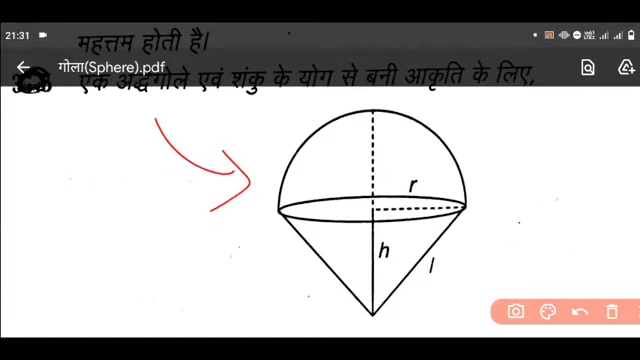 21:31
महत्तम होती है।
गोला(Sphere).pdf
एक अर्द्धगोले एवं शंकु के योग से बनी आकृति के लिए,
r
h
l